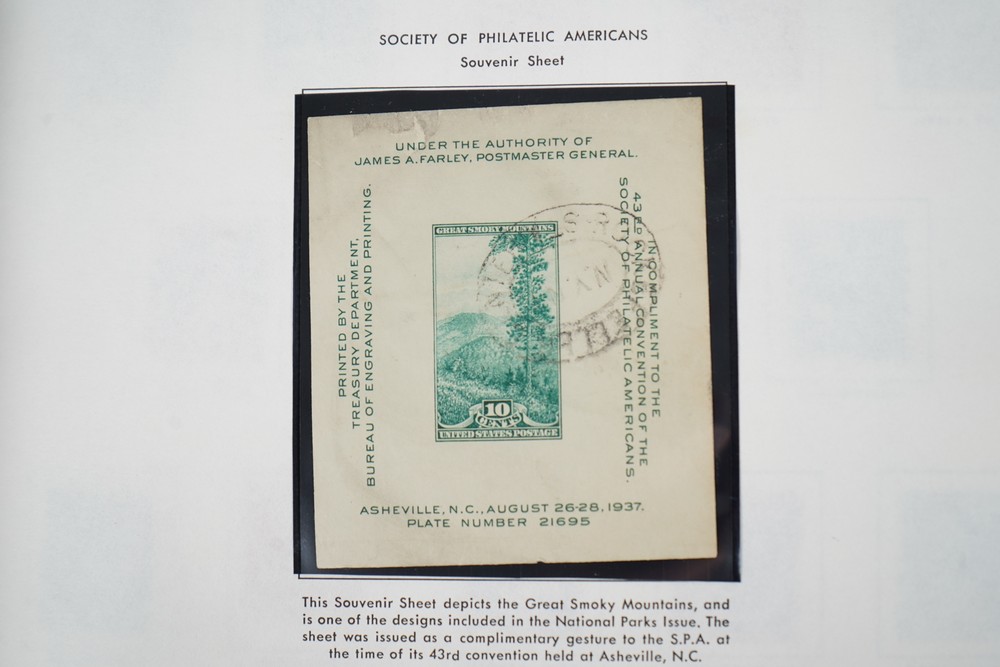 SOCIETY OF PHILATELIC AMERICANS
Souvenir Sheet
UNDER THE AUTHORITY OF
JAMES A. FARLEY, POSTMASTER GENERAL.
PRINTED BY THE
TREASURY DEPARTMENT,
BUREAU OF ENGRAVING AND PRINTING.
GREAT SMOKY MOUNTAINS
10
CENTS
UNITED STATES POSTAGE
IN COMPLIMENT TO THE
43RD ANNUAL CONVENTION OF THE
SOCIETY OF PHILATELIC AMERICANS.
ASHEVILLE, N.C., AUGUST 26-28, 1937.
PLATE NUMBER 21695
This Souvenir Sheet depicts the Great Smoky Mountains, and
is one of the designs included in the National Parks Issue. The
sheet was issued as a complimentary gesture to the S.P.A. at
the time of its 43rd convention held at Asheville, N.C.